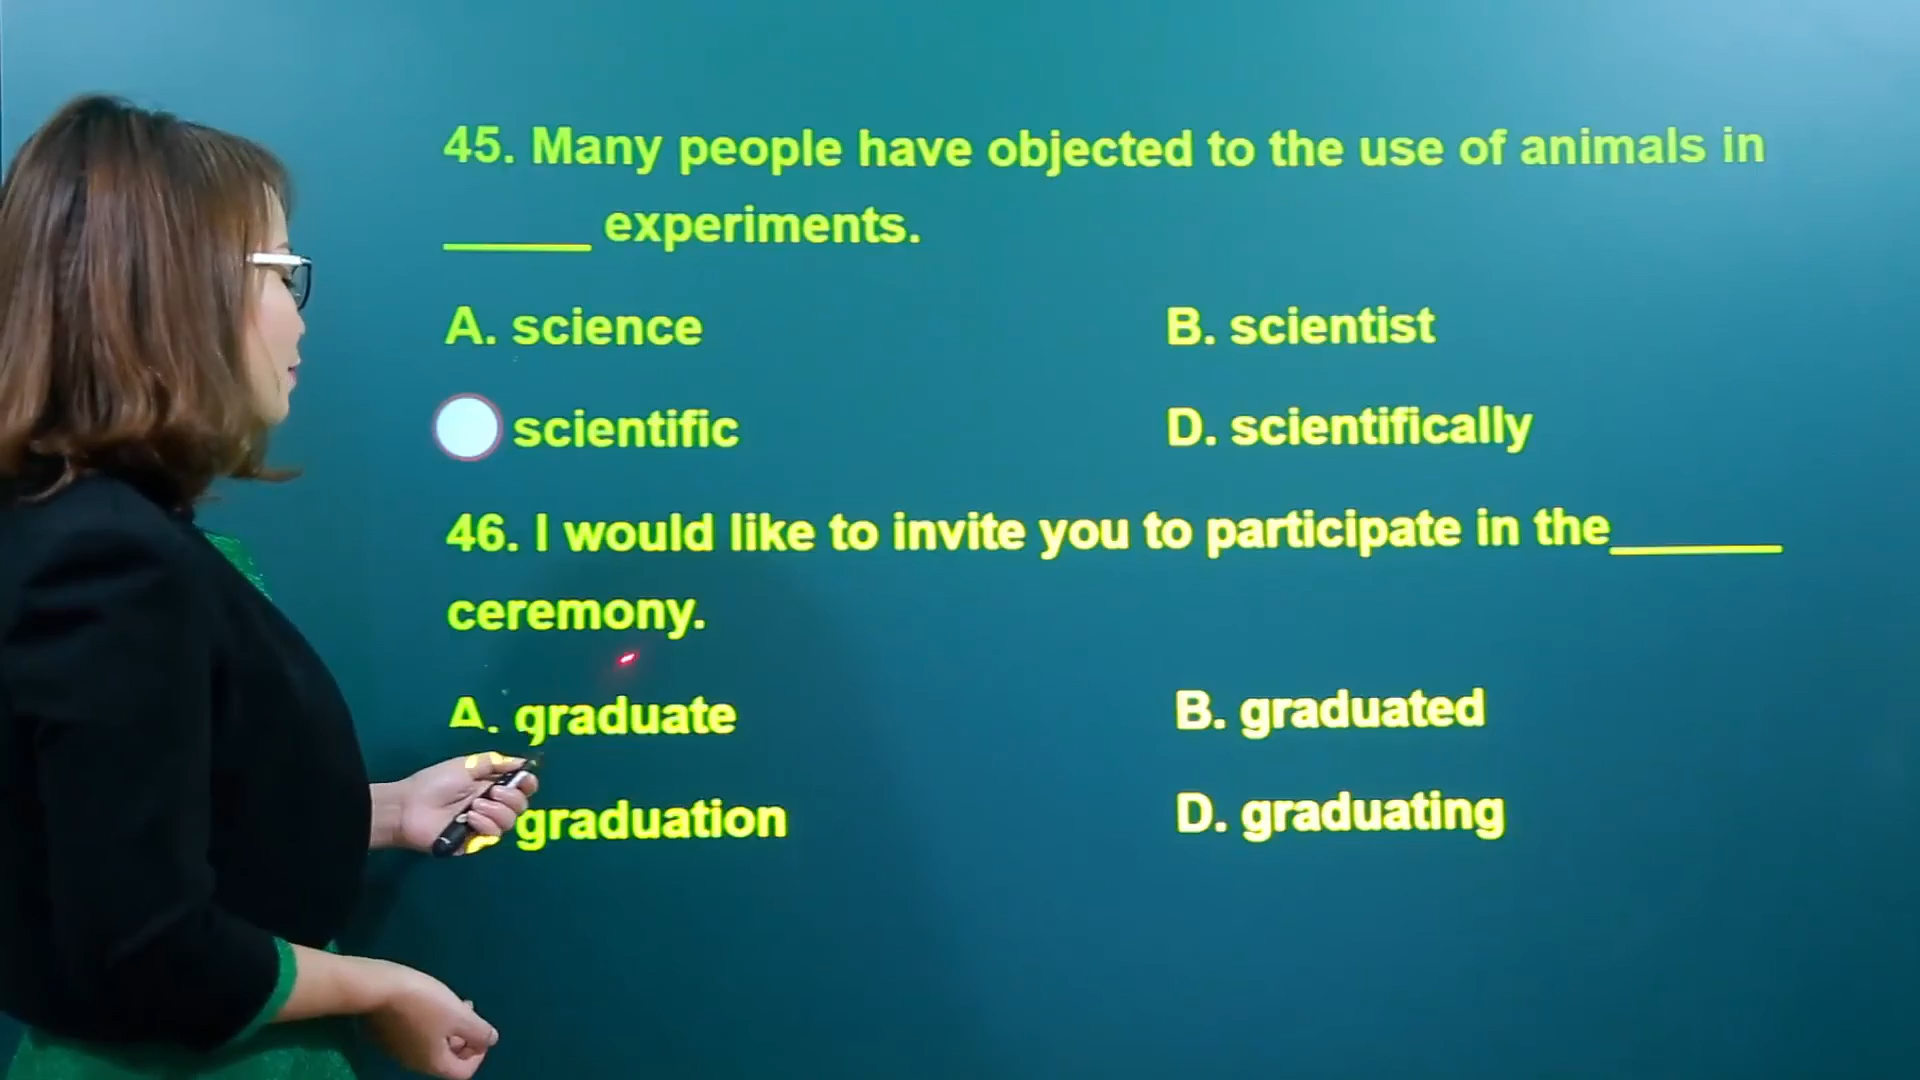 45. Many people have objected to the use of animals in
______ experiments.
A. science B. scientist
scientific D. scientifically
46. I would like to invite you to participate in the______
ceremony.
A. graduate B. graduated
graduation D. graduating